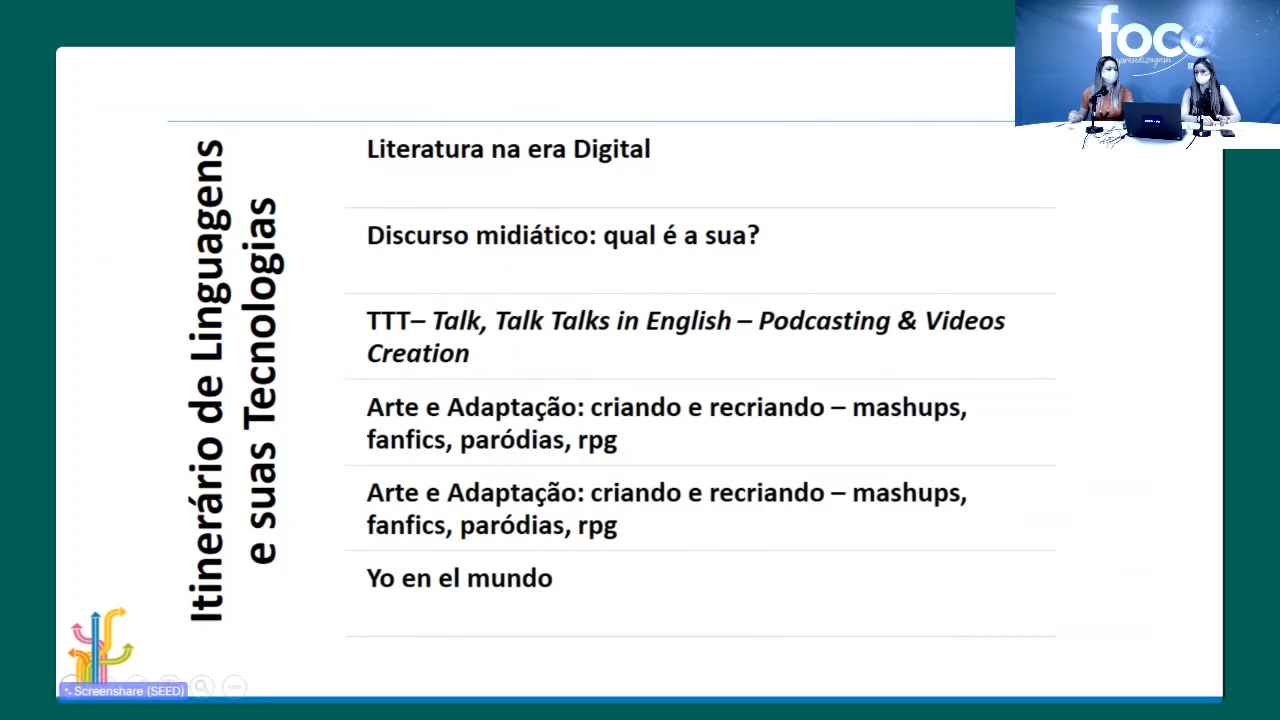 Itinerário de Linguagens
e suas Tecnologias
Literatura na era Digital
Discurso midiático: qual é a sua?
TTT– Talk, Talk Talks in English – Podcasting & Videos
Creation
Arte e Adaptação: criando e recriando – mashups,
fanfics, paródias, rpg
Arte e Adaptação: criando e recriando – mashups,
fanfics, paródias, rpg
Yo en el mundo
Screenshare (SEED)
foco